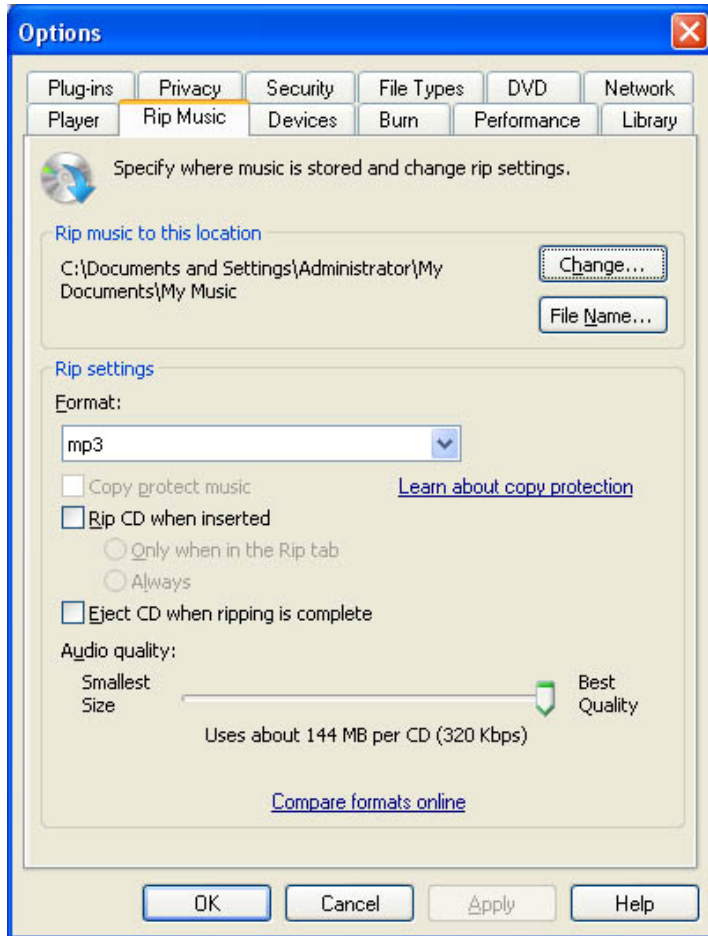 Options
Plug-ins Privacy Security File Types DVD Network
Player Rip Music Devices Burn Performance Library
Specify where music is stored and change rip settings.
Rip music to this location
C:\Documents and Settings\Administrator\My
Documents\My Music
Change...
File Name...
Rip settings
Format:
mp3
Copy protect music Learn about copy protection
Rip CD when inserted
Only when in the Rip tab
Always
Eject CD when ripping is complete
Audio quality:
Smallest
Size
Best
Quality
Uses about 144 MB per CD (320 Kbps)
Compare formats online
OK Cancel Apply Help